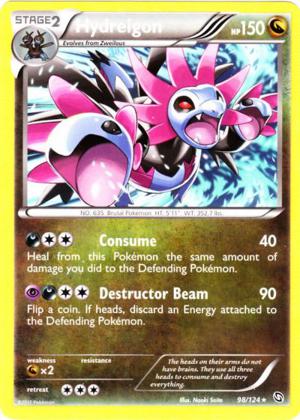 STAGE2
Hydreigon
HP150
Evolves from Zweilous
NO. 635 Brutal Pokémon HT. 5'11" WT. 352.7 lbs.
Consume 40
Heal from this Pokémon the same amount of
damage you did to the Defending Pokémon.
Destructor Beam 90
Flip a coin. If heads, discard an Energy attached
to the Defending Pokémon.
weakness resistance
×2
The heads on their arms do not
have brains. They use all three
heads to consume and destroy
everything.
retreat
©2012 Pokémon
Illus. Naoki Saito
98/124 ★